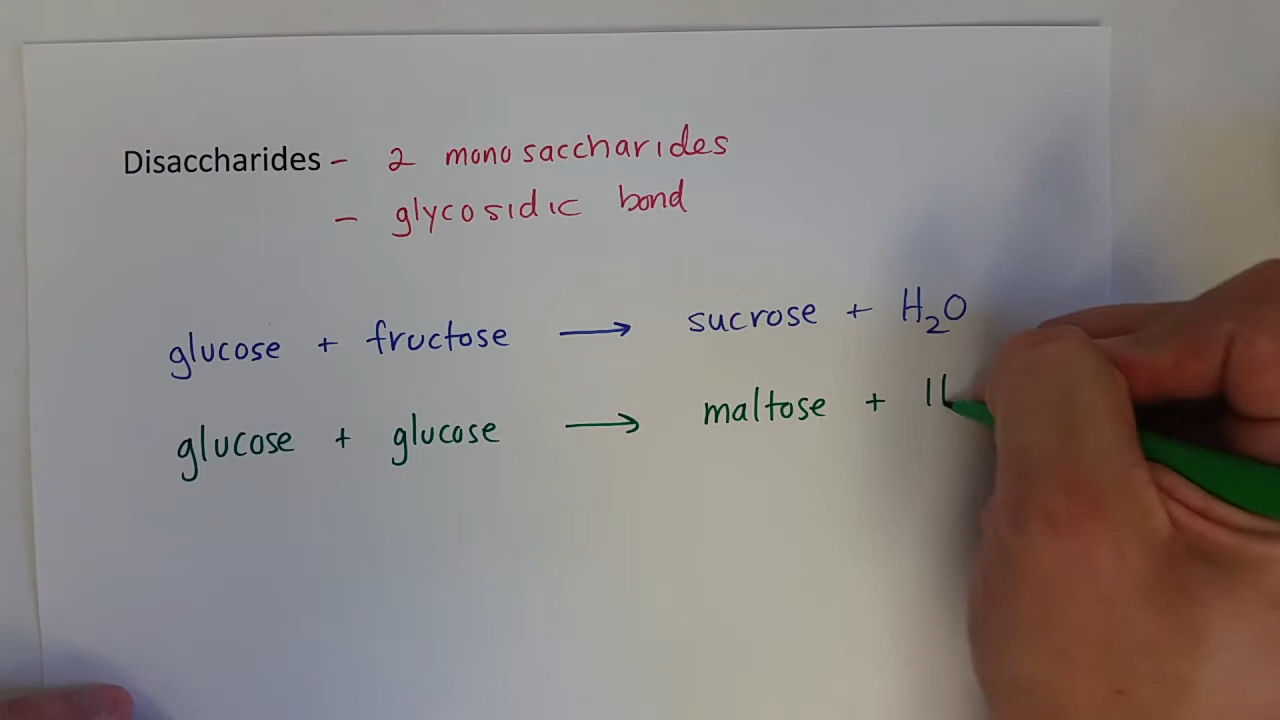 Disaccharides - 2 monosaccharides
- glycosidic bond
glucose + fructose → sucrose + H₂O
glucose + glucose → maltose +